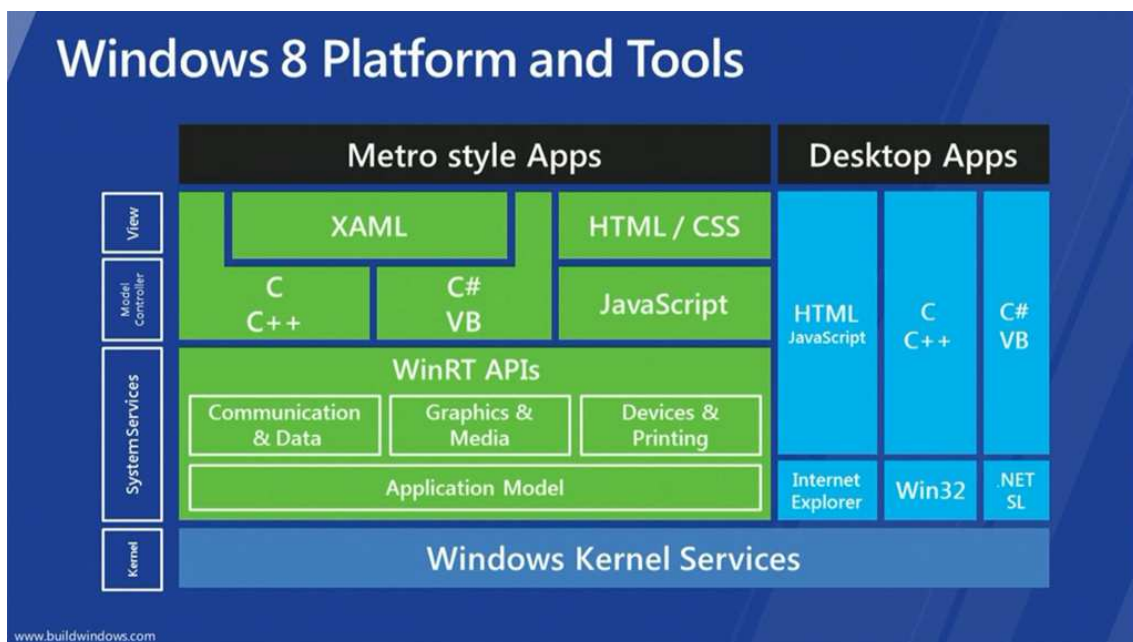 Windows 8 Platform and Tools
Metro style Apps
Desktop Apps
View
XAML
HTML / CSS
Model
Controller
C
C++
C#
VB
JavaScript
HTML
JavaScript
C
C++
C#
VB
System Services
WinRT APIs
Communication
& Data
Graphics &
Media
Devices &
Printing
Application Model
Internet
Explorer
Win32
.NET
SL
Kernel
Windows Kernel Services
www.buildwindows.com